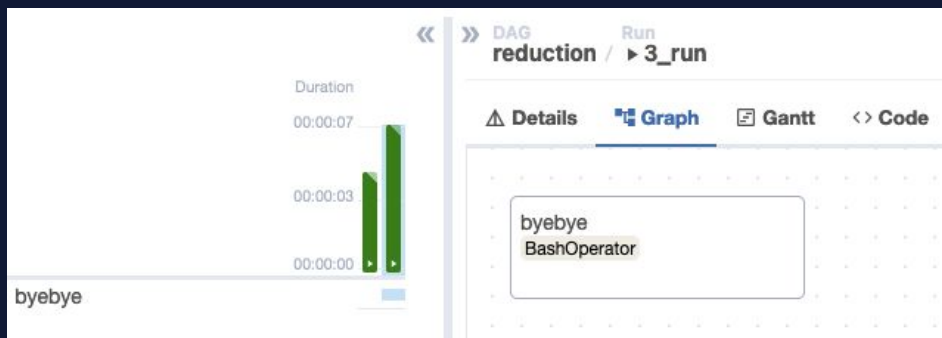 Duration
00:00:07
00:00:03
00:00:00
byebye
DAG Run
reduction / 3_run
Details Graph Gantt <> Code
byebye
BashOperator